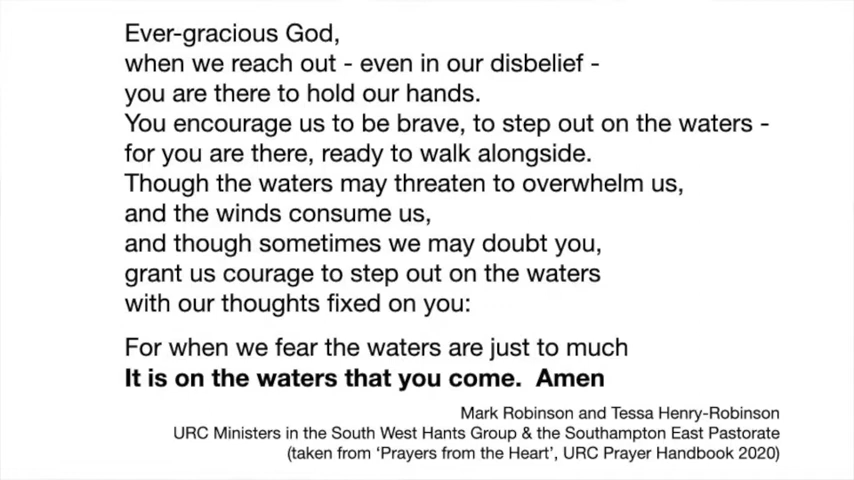 Ever-gracious God,
when we reach out - even in our disbelief -
you are there to hold our hands.
You encourage us to be brave, to step out on the waters -
for you are there, ready to walk alongside.
Though the waters may threaten to overwhelm us,
and the winds consume us,
and though sometimes we may doubt you,
grant us courage to step out on the waters
with our thoughts fixed on you:
For when we fear the waters are just to much
It is on the waters that you come.  Amen
Mark Robinson and Tessa Henry-Robinson
URC Ministers in the South West Hants Group & the Southampton East Pastorate
(taken from ‘Prayers from the Heart’, URC Prayer Handbook 2020)